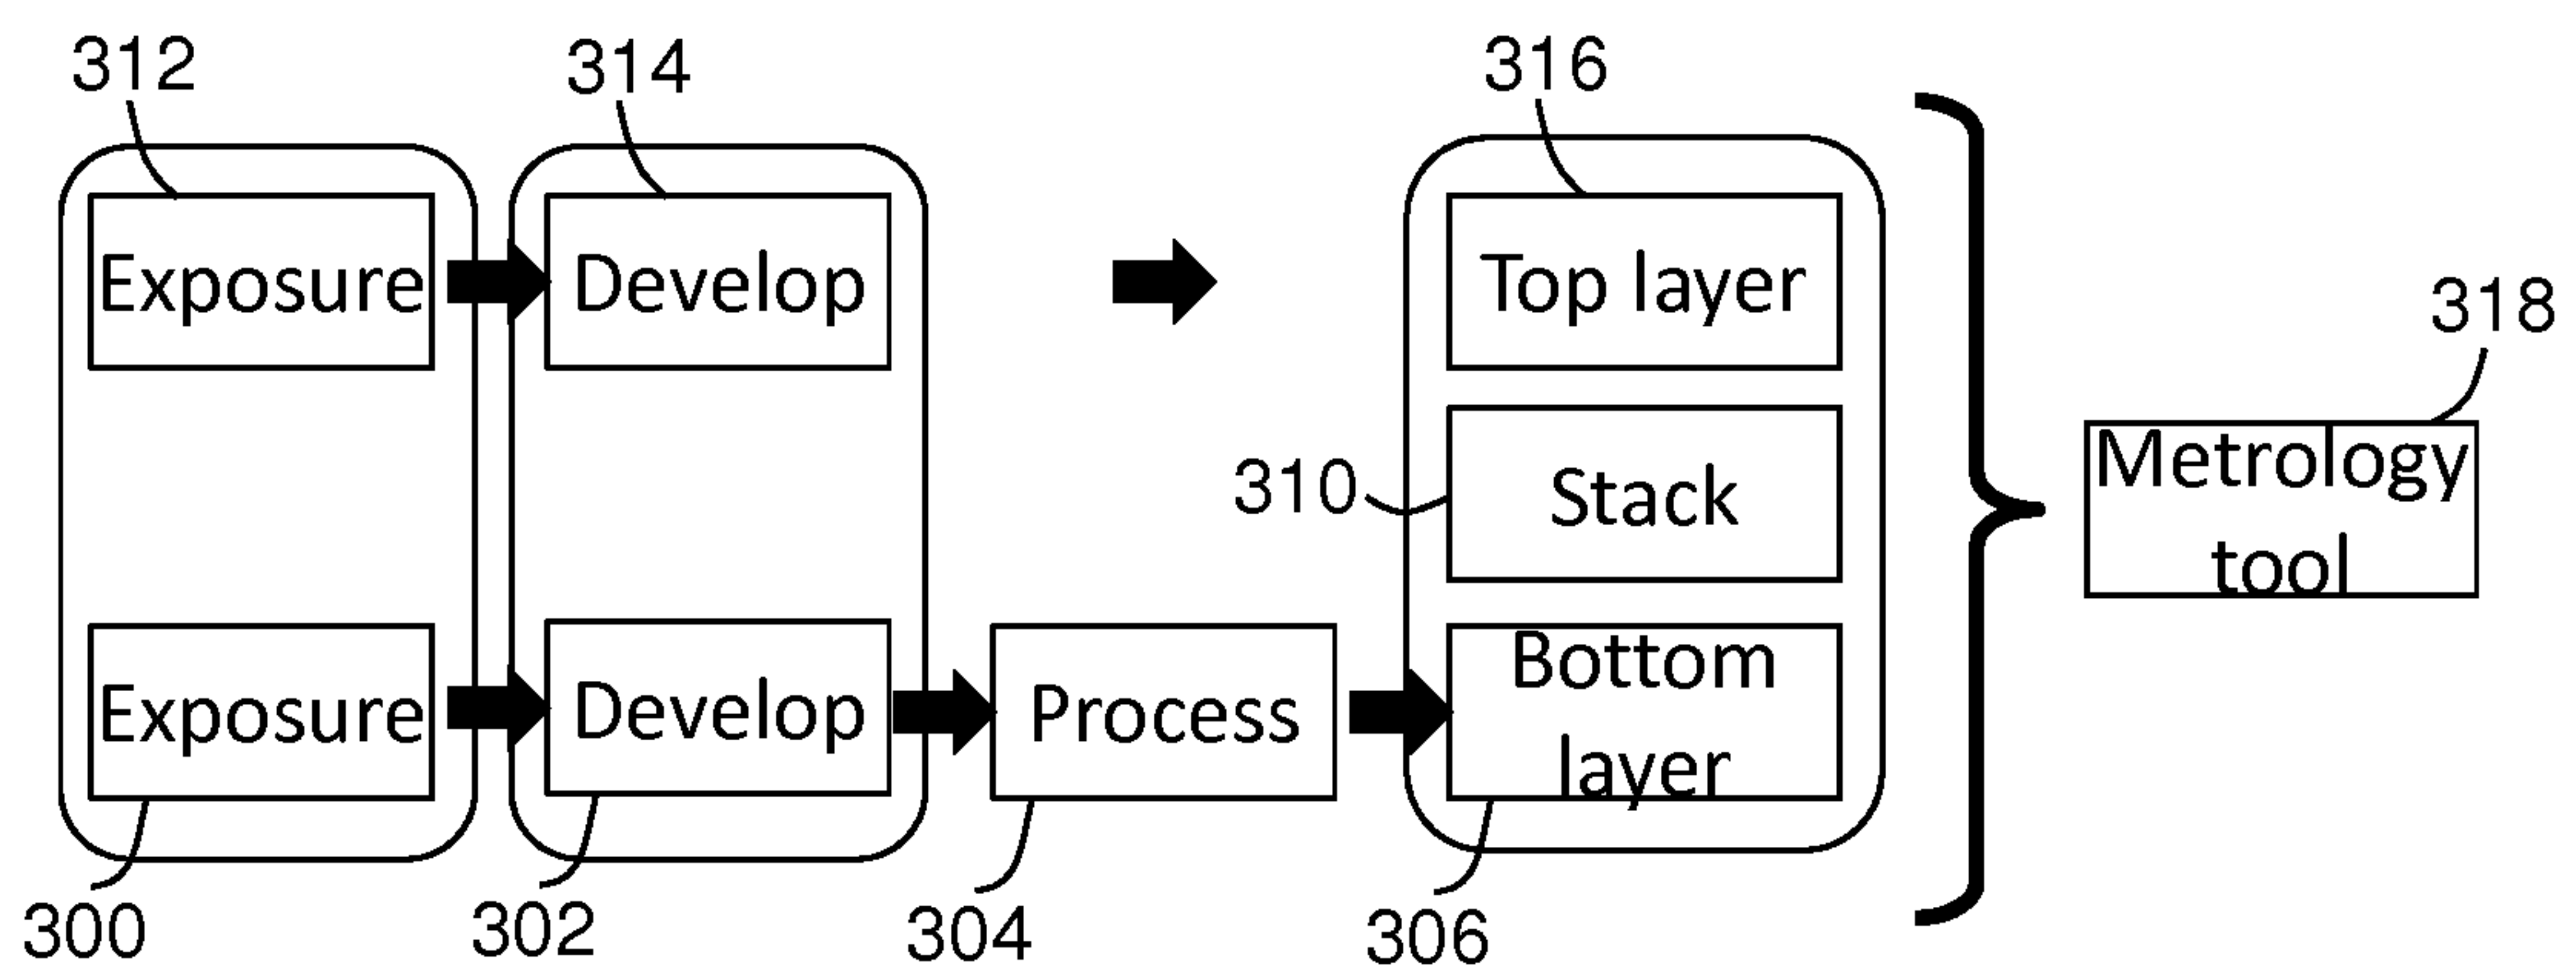 312
314
316
Exposure
Develop
Top layer
318
310
Stack
Metrology
tool
Exposure
Develop
Process
Bottom
layer
300
302
304
306